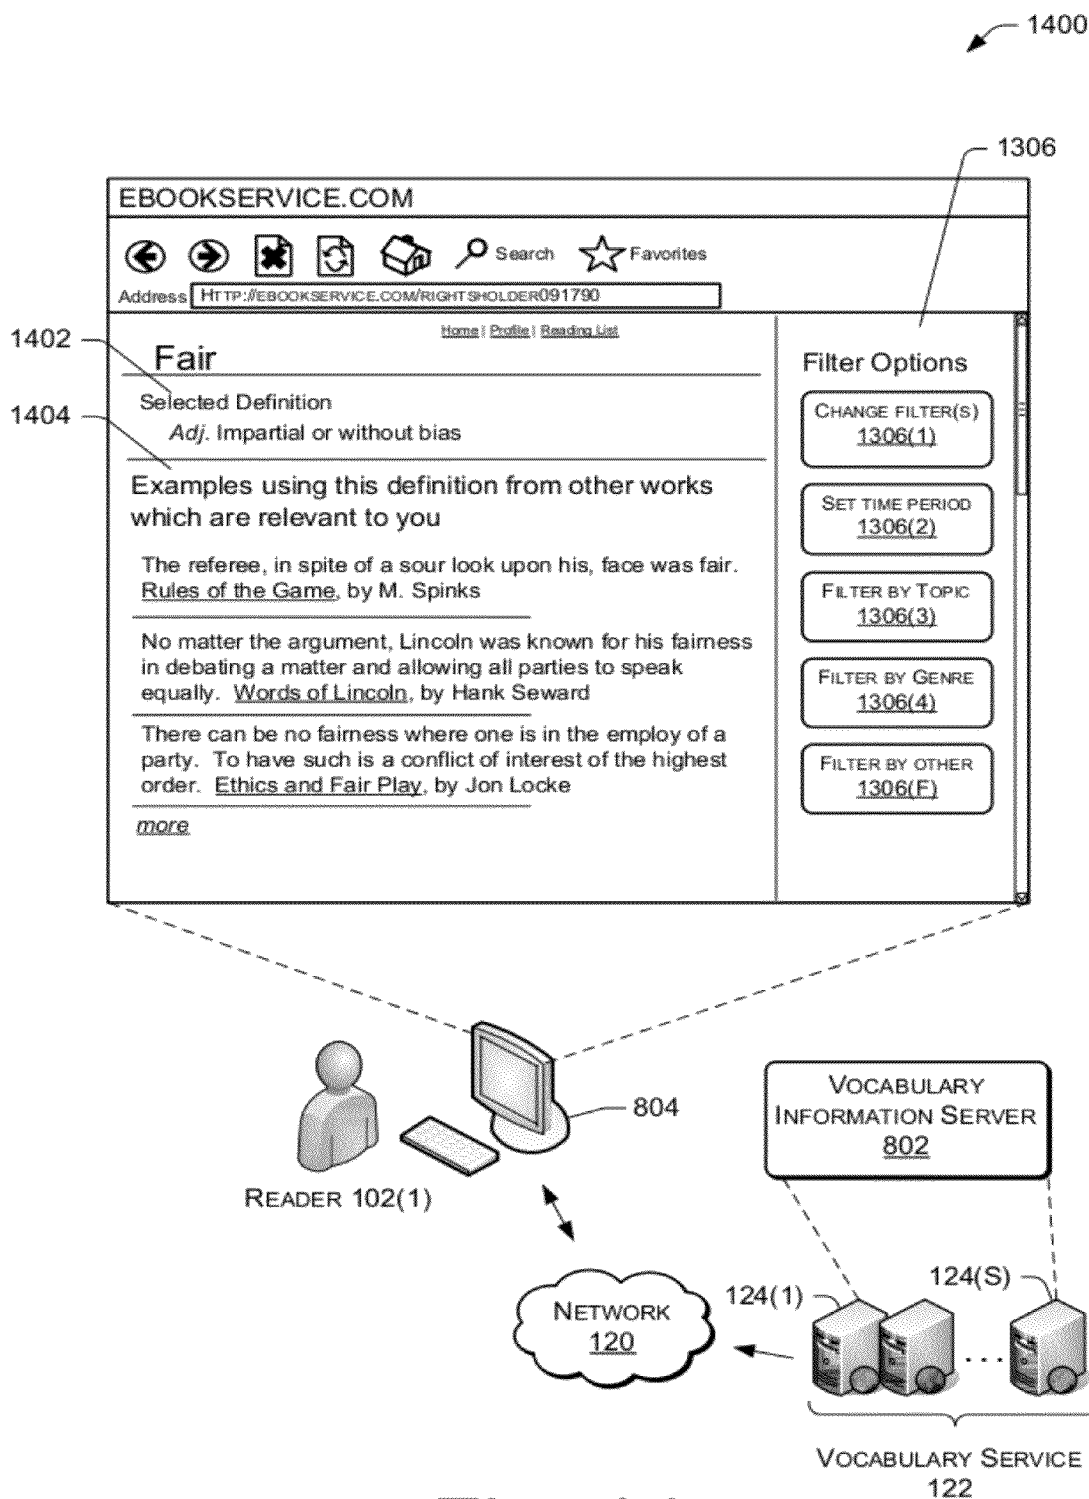 1400
1306
EBOOKSERVICE.COM
Search
Favorites
Address HTTP://EBOOKSERVICE.COM/RIGHTSHOLDER091790
Home | Profile | Reading List
1402
Fair
Selected Definition
1404
Adj. Impartial or without bias
Examples using this definition from other works
which are relevant to you
The referee, in spite of a sour look upon his, face was fair.
Rules of the Game, by M. Spinks
No matter the argument, Lincoln was known for his fairness
in debating a matter and allowing all parties to speak
equally. Words of Lincoln, by Hank Seward
There can be no fairness where one is in the employ of a
party. To have such is a conflict of interest of the highest
order. Ethics and Fair Play, by Jon Locke
more
Filter Options
CHANGE FILTER(S)
1306(1)
SET TIME PERIOD
1306(2)
FILTER BY TOPIC
1306(3)
FILTER BY GENRE
1306(4)
FILTER BY OTHER
1306(F)
804
READER 102(1)
VOCABULARY
INFORMATION SERVER
802
NETWORK
120
124(1)
124(S)
...
VOCABULARY SERVICE
122